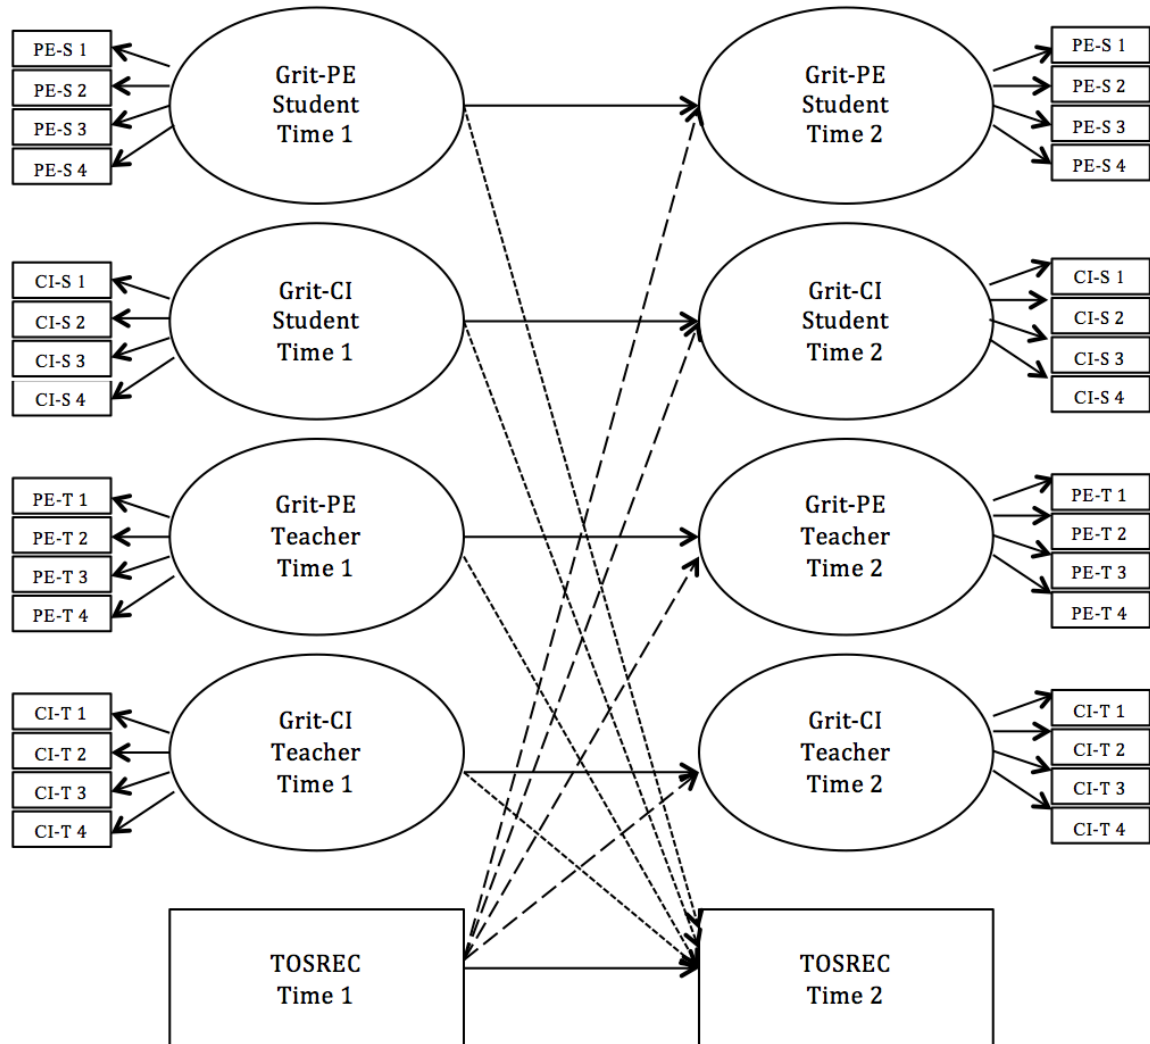 PE-S 1
PE-S 2
PE-S 3
PE-S 4
Grit-PE
Student
Time 1
Grit-PE
Student
Time 2
PE-S 1
PE-S 2
PE-S 3
PE-S 4
CI-S 1
CI-S 2
CI-S 3
CI-S 4
Grit-CI
Student
Time 1
Grit-CI
Student
Time 2
CI-S 1
CI-S 2
CI-S 3
CI-S 4
PE-T 1
PE-T 2
PE-T 3
PE-T 4
Grit-PE
Teacher
Time 1
Grit-PE
Teacher
Time 2
PE-T 1
PE-T 2
PE-T 3
PE-T 4
CI-T 1
CI-T 2
CI-T 3
CI-T 4
Grit-CI
Teacher
Time 1
Grit-CI
Teacher
Time 2
CI-T 1
CI-T 2
CI-T 3
CI-T 4
TOSREC
Time 1
TOSREC
Time 2